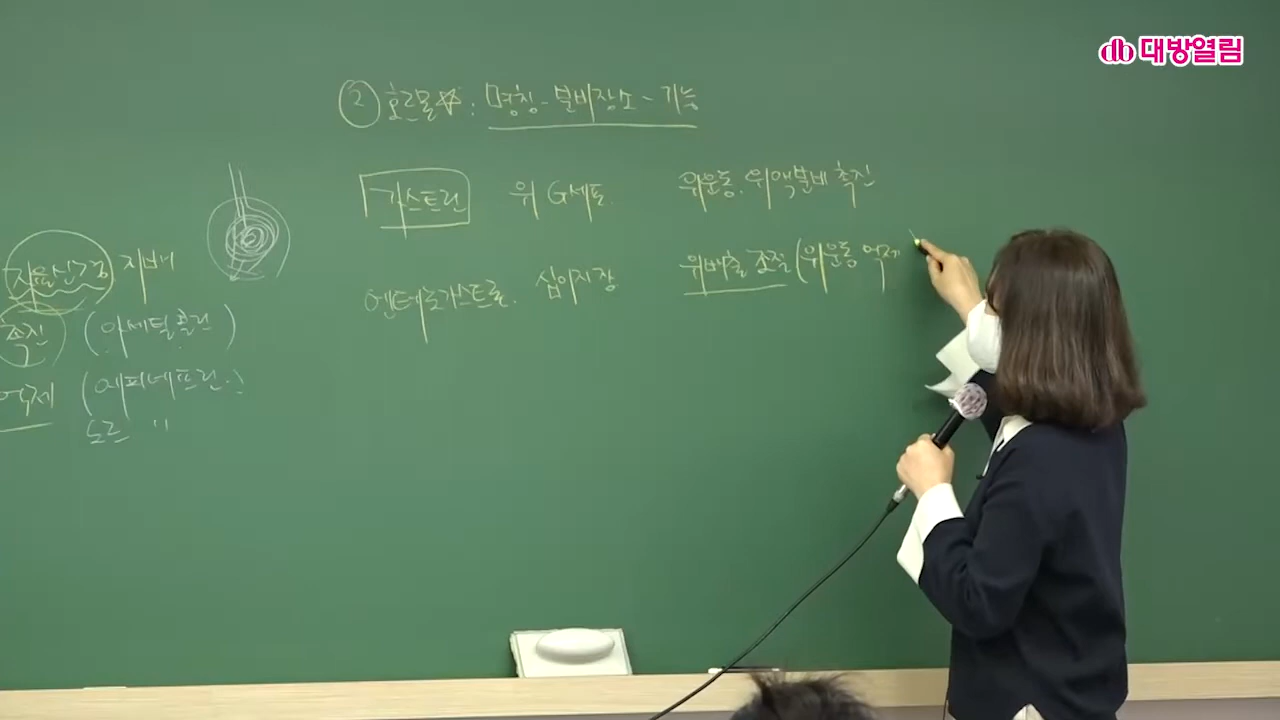 대방열림
② 호르몬☆ : 명칭 - 분비장소 - 기능
가스트린 위 G세포 위운동, 위액분비 촉진
엔테로가스트론 십이지장 위배출 조절 (위운동 억제
자율신경 지배
촉진 (아세틸콜린)
억제 (에피네프린)
노르 "